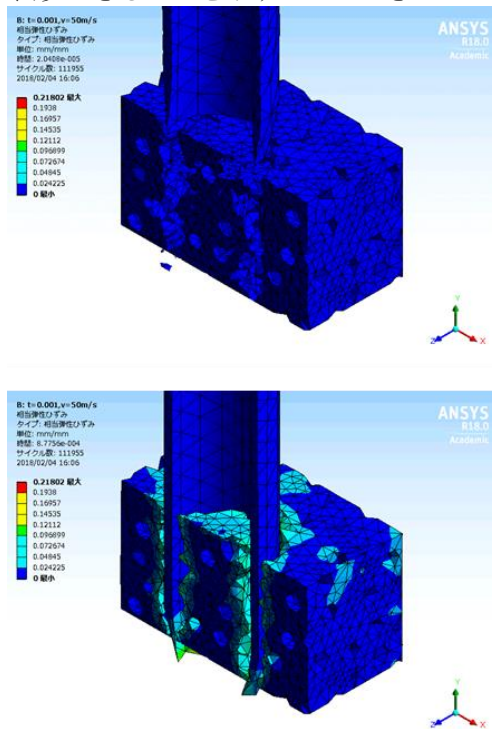 B: t=0.001,v=50m/s
相当弾性ひずみ
タイプ: 相当弾性ひずみ
単位: mm/mm
時間: 2.0408e-005
サイクル数: 111955
2018/02/04 16:06
0.21802 最大
0.1938
0.16957
0.14535
0.12112
0.096899
0.072674
0.04845
0.024225
0 最小
ANSYS
R18.0
Academic
Y
Z
X
B: t=0.001,v=50m/s
相当弾性ひずみ
タイプ: 相当弾性ひずみ
単位: mm/mm
時間: 8.7756e-004
サイクル数: 111955
2018/02/04 16:06
0.21802 最大
0.1938
0.16957
0.14535
0.12112
0.096899
0.072674
0.04845
0.024225
0 最小
ANSYS
R18.0
Academic
Y
Z
X